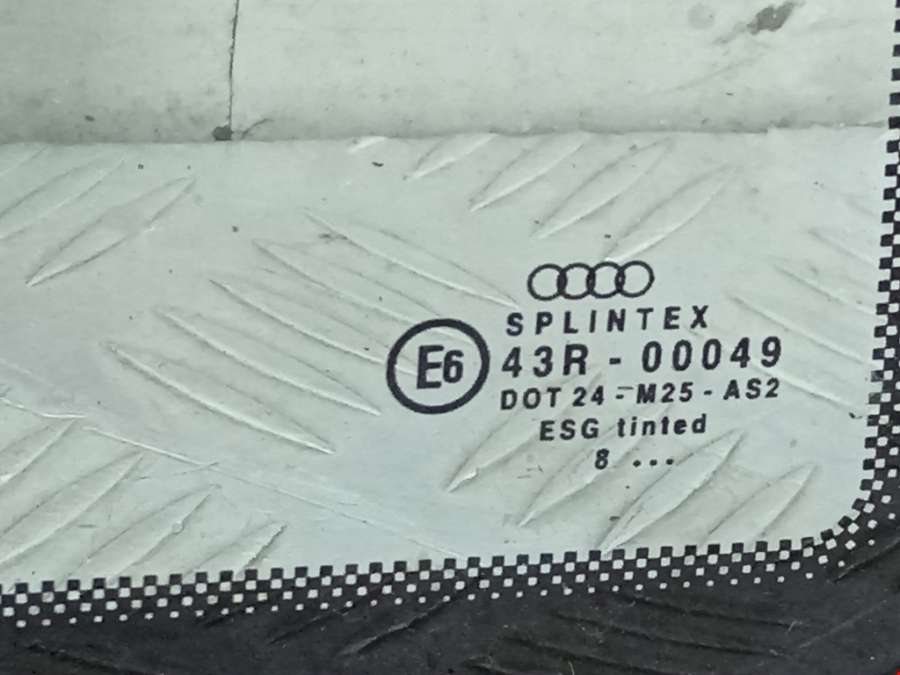 SPLINTEX
E6 43R - 00049
DOT 24 - M25 - AS2
ESG tinted
8 ...